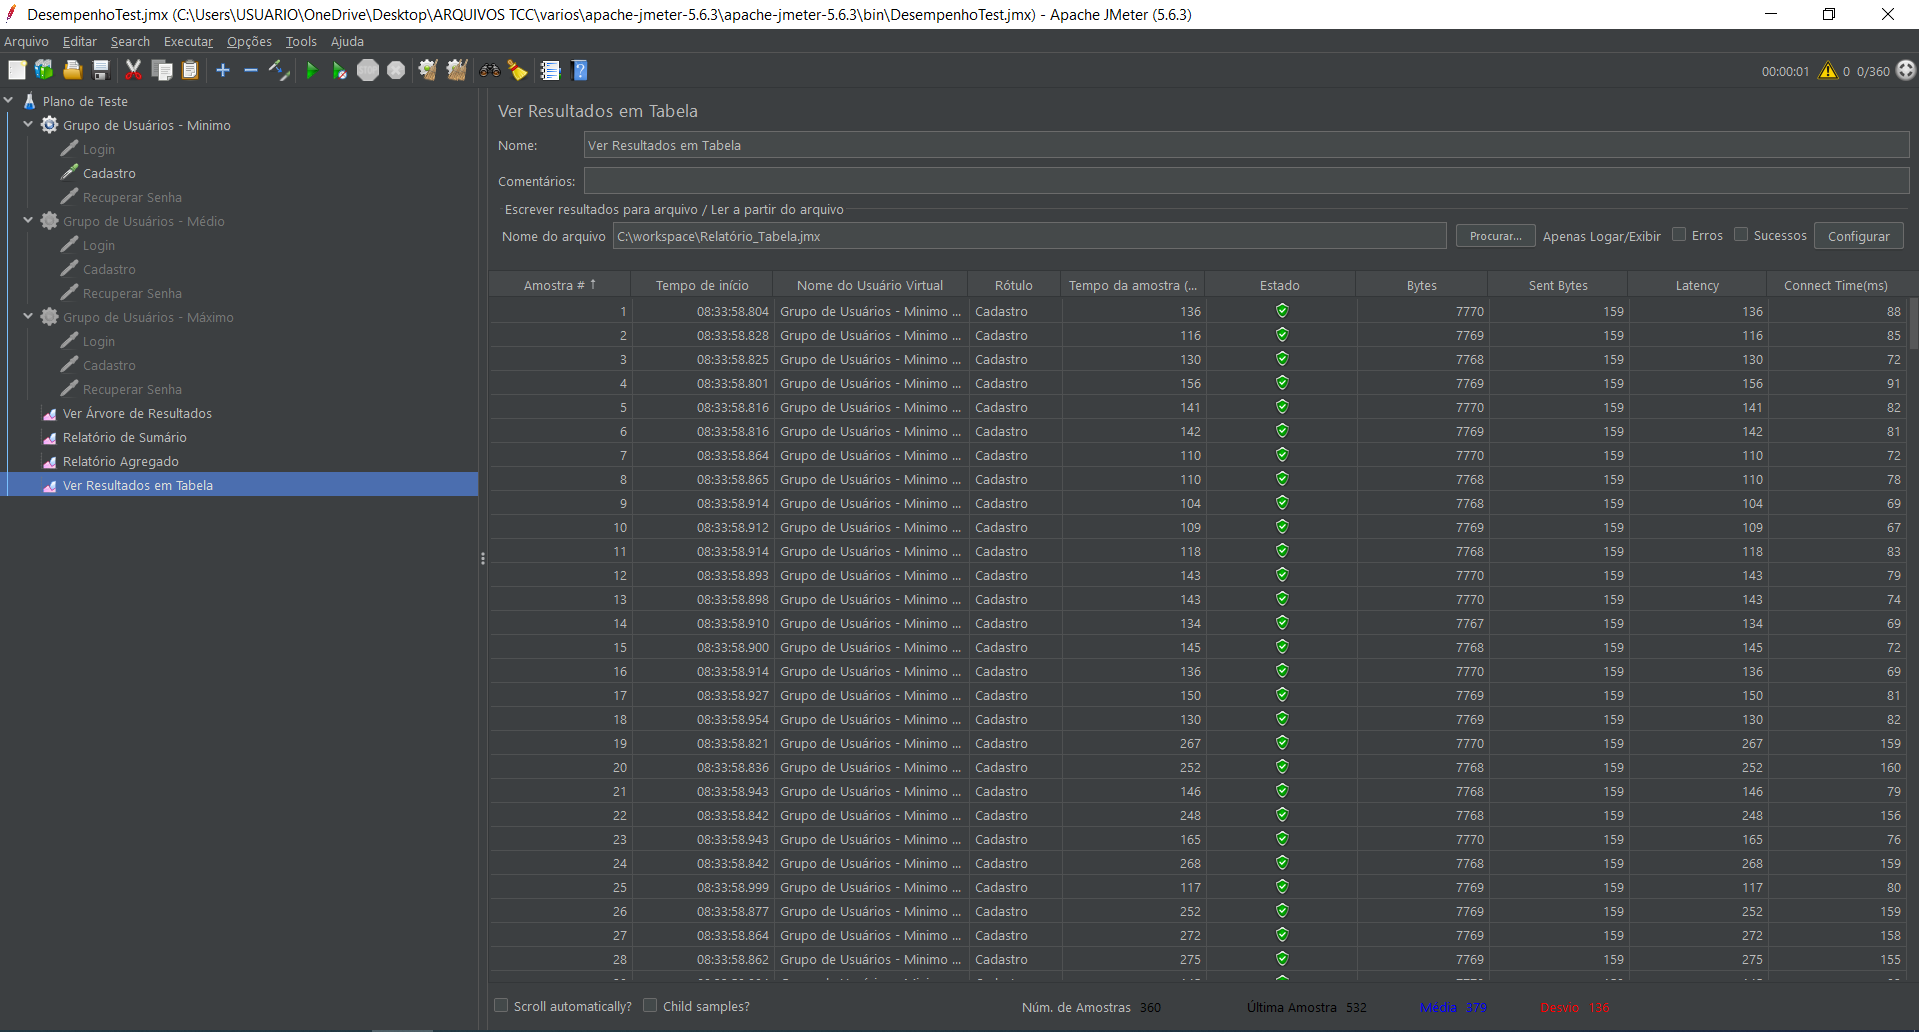 DesempenhoTest.jmx (C:\Users\USUARIO\OneDrive\Desktop\ARQUIVOS TCC\varios\apache-jmeter-5.6.3\apache-jmeter-5.6.3\bin\DesempenhoTest.jmx) - Apache JMeter (5.6.3)
Arquivo Editar Search Executar Opções Tools Ajuda
00:00:01 0 0/360
Plano de Teste
Grupo de Usuários - Minimo
Login
Cadastro
Recuperar Senha
Grupo de Usuários - Médio
Login
Cadastro
Recuperar Senha
Grupo de Usuários - Máximo
Login
Cadastro
Recuperar Senha
Ver Árvore de Resultados
Relatório de Sumário
Relatório Agregado
Ver Resultados em Tabela
Ver Resultados em Tabela
Nome: Ver Resultados em Tabela
Comentários:
Escrever resultados para arquivo / Ler a partir do arquivo
Nome do arquivo C:\workspace\Relatório_Tabela.jmx Procurar... Apenas Logar/Exibir Erros Sucessos Configurar
Amostra # ↑ Tempo de início Nome do Usuário Virtual Rótulo Tempo da amostra (... Estado Bytes Sent Bytes Latency Connect Time(ms)
1 08:33:58.804 Grupo de Usuários - Minimo ... Cadastro 136 7770 159 136 88
2 08:33:58.828 Grupo de Usuários - Minimo ... Cadastro 116 7769 159 116 85
3 08:33:58.825 Grupo de Usuários - Minimo ... Cadastro 130 7768 159 130 72
4 08:33:58.801 Grupo de Usuários - Minimo ... Cadastro 156 7769 159 156 91
5 08:33:58.816 Grupo de Usuários - Minimo ... Cadastro 141 7770 159 141 82
6 08:33:58.816 Grupo de Usuários - Minimo ... Cadastro 142 7769 159 142 81
7 08:33:58.864 Grupo de Usuários - Minimo ... Cadastro 110 7770 159 110 72
8 08:33:58.865 Grupo de Usuários - Minimo ... Cadastro 110 7768 159 110 78
9 08:33:58.914 Grupo de Usuários - Minimo ... Cadastro 104 7768 159 104 69
10 08:33:58.912 Grupo de Usuários - Minimo ... Cadastro 109 7769 159 109 67
11 08:33:58.914 Grupo de Usuários - Minimo ... Cadastro 118 7768 159 118 83
12 08:33:58.893 Grupo de Usuários - Minimo ... Cadastro 143 7770 159 143 79
13 08:33:58.898 Grupo de Usuários - Minimo ... Cadastro 143 7770 159 143 74
14 08:33:58.910 Grupo de Usuários - Minimo ... Cadastro 134 7767 159 134 69
15 08:33:58.900 Grupo de Usuários - Minimo ... Cadastro 145 7768 159 145 72
16 08:33:58.914 Grupo de Usuários - Minimo ... Cadastro 136 7770 159 136 69
17 08:33:58.927 Grupo de Usuários - Minimo ... Cadastro 150 7769 159 150 81
18 08:33:58.954 Grupo de Usuários - Minimo ... Cadastro 130 7769 159 130 82
19 08:33:58.821 Grupo de Usuários - Minimo ... Cadastro 267 7770 159 267 159
20 08:33:58.836 Grupo de Usuários - Minimo ... Cadastro 252 7768 159 252 160
21 08:33:58.943 Grupo de Usuários - Minimo ... Cadastro 146 7768 159 146 79
22 08:33:58.842 Grupo de Usuários - Minimo ... Cadastro 248 7768 159 248 156
23 08:33:58.943 Grupo de Usuários - Minimo ... Cadastro 165 7770 159 165 76
24 08:33:58.842 Grupo de Usuários - Minimo ... Cadastro 268 7768 159 268 159
25 08:33:58.999 Grupo de Usuários - Minimo ... Cadastro 117 7769 159 117 80
26 08:33:58.877 Grupo de Usuários - Minimo ... Cadastro 252 7769 159 252 159
27 08:33:58.864 Grupo de Usuários - Minimo ... Cadastro 272 7769 159 272 158
28 08:33:58.862 Grupo de Usuários - Minimo ... Cadastro 275 7769 159 275 155
Scroll automatically? Child samples? Núm. de Amostras 360 Última Amostra 532 Média 379 Desvio 136